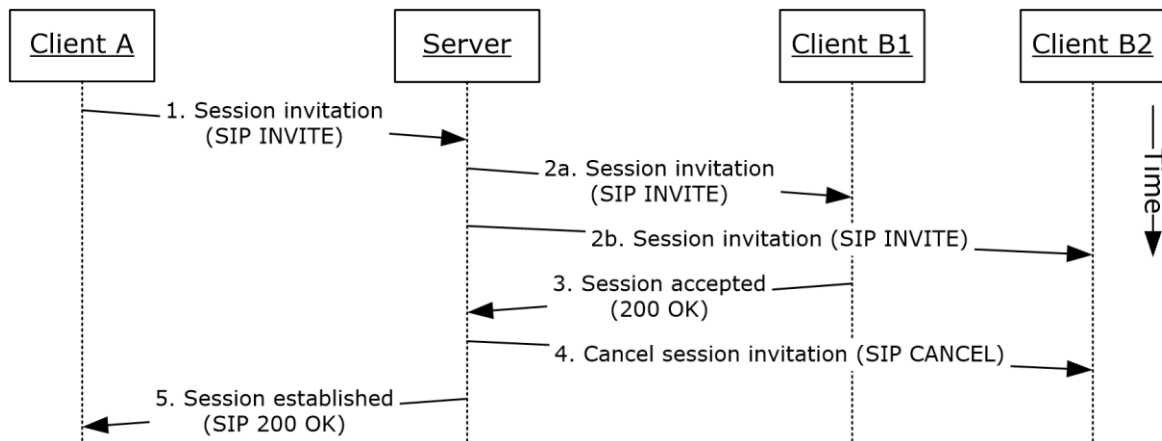 Client A
Server
Client B1
Client B2
1. Session invitation
(SIP INVITE)
2a. Session invitation
(SIP INVITE)
Time
2b. Session invitation (SIP INVITE)
3. Session accepted
(200 OK)
4. Cancel session invitation (SIP CANCEL)
5. Session established
(SIP 200 OK)